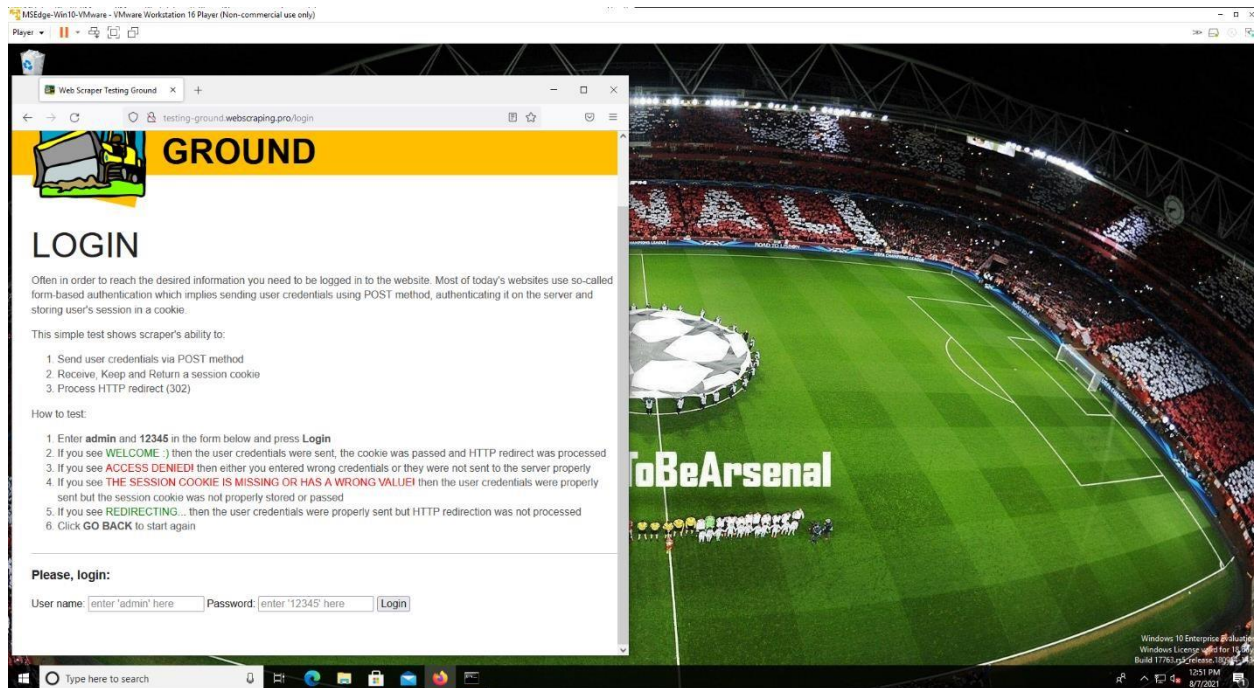 MSEdge-Win10-VMware - VMware Workstation 16 Player (Non-commercial use only)
Player
Web Scraper Testing Ground
testing-ground.webscraping.pro/login
GROUND
LOGIN
Often in order to reach the desired information you need to be logged in to the website. Most of today's websites use so-called
form-based authentication which implies sending user credentials using POST method, authenticating it on the server and
storing user's session in a cookie.
This simple test shows scraper's ability to:
1. Send user credentials via POST method
2. Receive, Keep and Return a session cookie
3. Process HTTP redirect (302)
How to test:
1. Enter admin and 12345 in the form below and press Login
2. If you see WELCOME :) then the user credentials were sent, the cookie was passed and HTTP redirect was processed
3. If you see ACCESS DENIED! then either you entered wrong credentials or they were not sent to the server properly
4. If you see THE SESSION COOKIE IS MISSING OR HAS A WRONG VALUE! then the user credentials were properly
sent but the session cookie was not properly stored or passed
5. If you see REDIRECTING... then the user credentials were properly sent but HTTP redirection was not processed
6. Click GO BACK to start again
Please, login:
User name: enter 'admin' here Password: enter '12345' here Login
ToBeArsenal
Windows 10 Enterprise Evaluation
Windows License valid for
Build 17763.rs5_release.
Type here to search
12:51 PM
8/7/2021